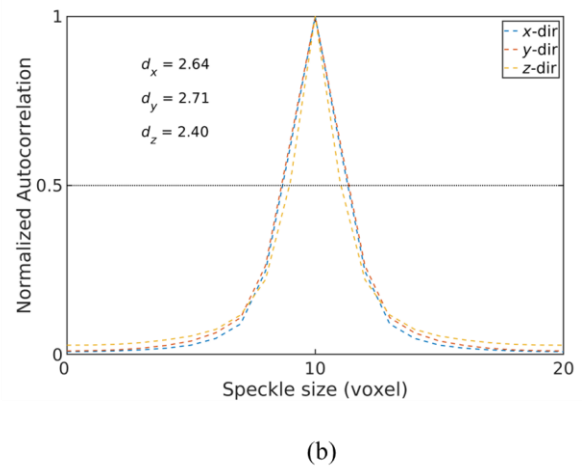 1
x-dir
y-dir
z-dir
dx = 2.64
dy = 2.71
dz = 2.40
0.5
Normalized Autocorrelation
0
0
10
20
Speckle size (voxel)
(b)